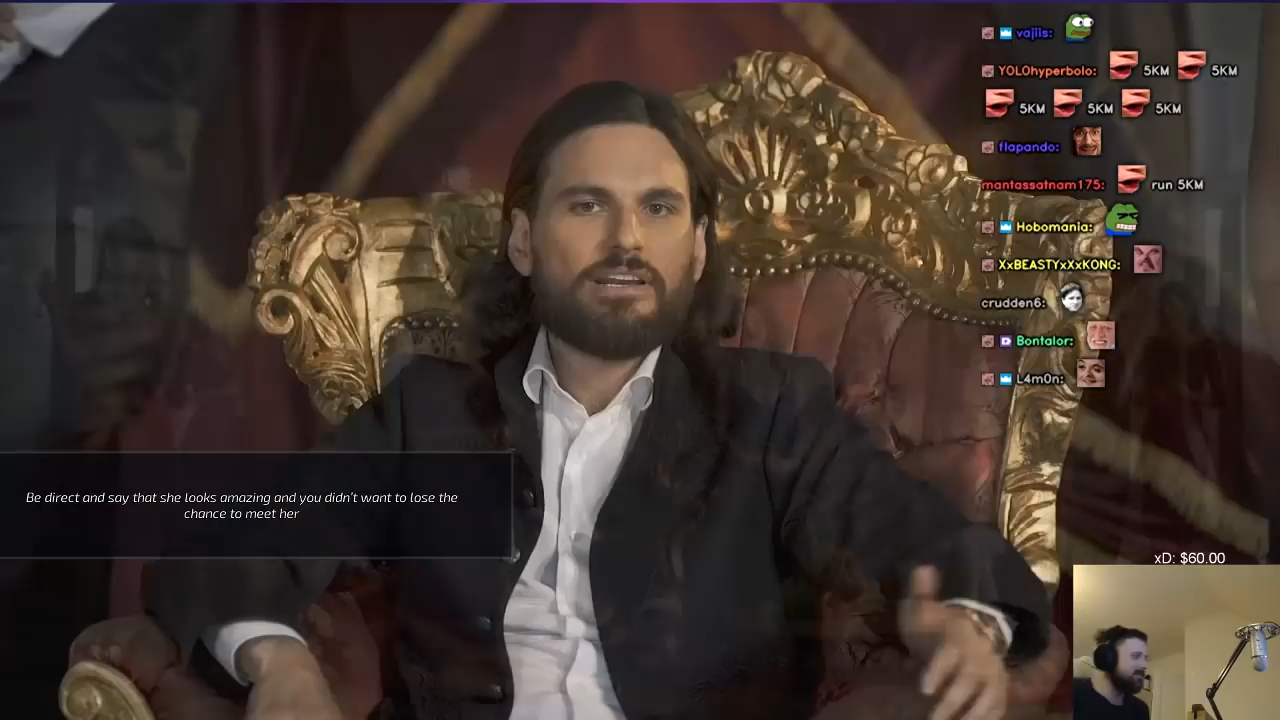 vajlis:
YOLOhyperbolo: 5KM 5KM
5KM 5KM 5KM
flapando:
mantassatnam175: run 5KM
Hobomania:
XxBEASTYxXxKONG:
crudden6:
Bontalor:
L4m0n:
Be direct and say that she looks amazing and you didn't want to lose the
chance to meet her
xD: $60.00